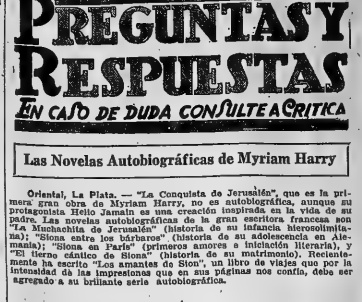 PREGUNTAS Y
RESPUESTAS
EN CASO DE DUDA CONSULTE A CRITICA
Las Novelas Autobiográficas de Myriam Harry
Oriental, La Plata. — "La Conquista de Jerusálén", que es la pri-
mera gran obra de Myriam Harry, no es autobiográfica, aunque su
protagonista Helio Jamain es una creación inspirada en la vida de su
padre. Las novelas autobiográficas de la gran escritora francesa son
"La Muchachita de Jerusalén" (historia de su infancia hierosolimita-
na); "Siona entre los bárbaros" (historia de su adolescencia en Ale-
mania); "Siona en París" (primeros amores e iniciación literaria), y
"El tierno cántico de Siona" (historia de su matrimonio). Reciente-
mente ha escrito "Los amantes de Sion", un libro de viajes que por la
intensidad de las impresiones que en sus páginas nos confía, debe ser
agregado a su brillante serie autobiográfica.